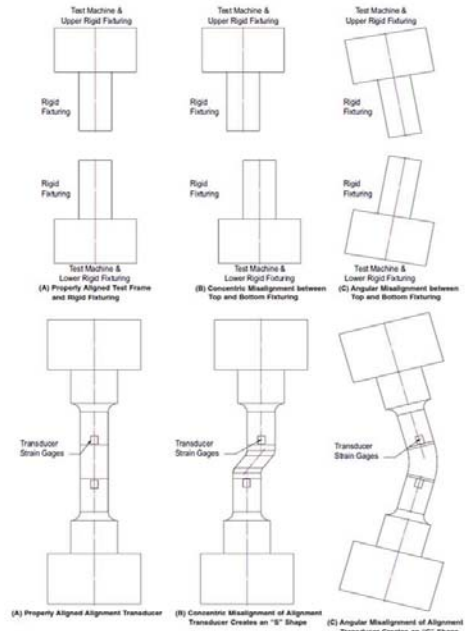 Test Machine &
Upper Rigid Fixturing
Test Machine &
Upper Rigid Fixturing
Test Machine &
Upper Rigid Fixturing
Rigid
Fixturing
Rigid
Fixturing
Rigid
Fixturing
Rigid
Fixturing
Rigid
Fixturing
Rigid
Fixturing
Test Machine &
Lower Rigid Fixturing
(A) Properly Aligned Test Frame
and Rigid Fixturing
Test Machine &
Lower Rigid Fixturing
(B) Concentric Misalignment between
Top and Bottom Fixturing
Test Machine &
Lower Rigid Fixturing
(C) Angular Misalignment between
Top and Bottom Fixturing
Transducer
Strain Gages
Transducer
Strain Gages
Transducer
Strain Gages
(A) Properly Aligned Alignment Transducer
(B) Concentric Misalignment of Alignment
Transducer Creates an "S" Shape
(C) Angular Misalignment of Alignment